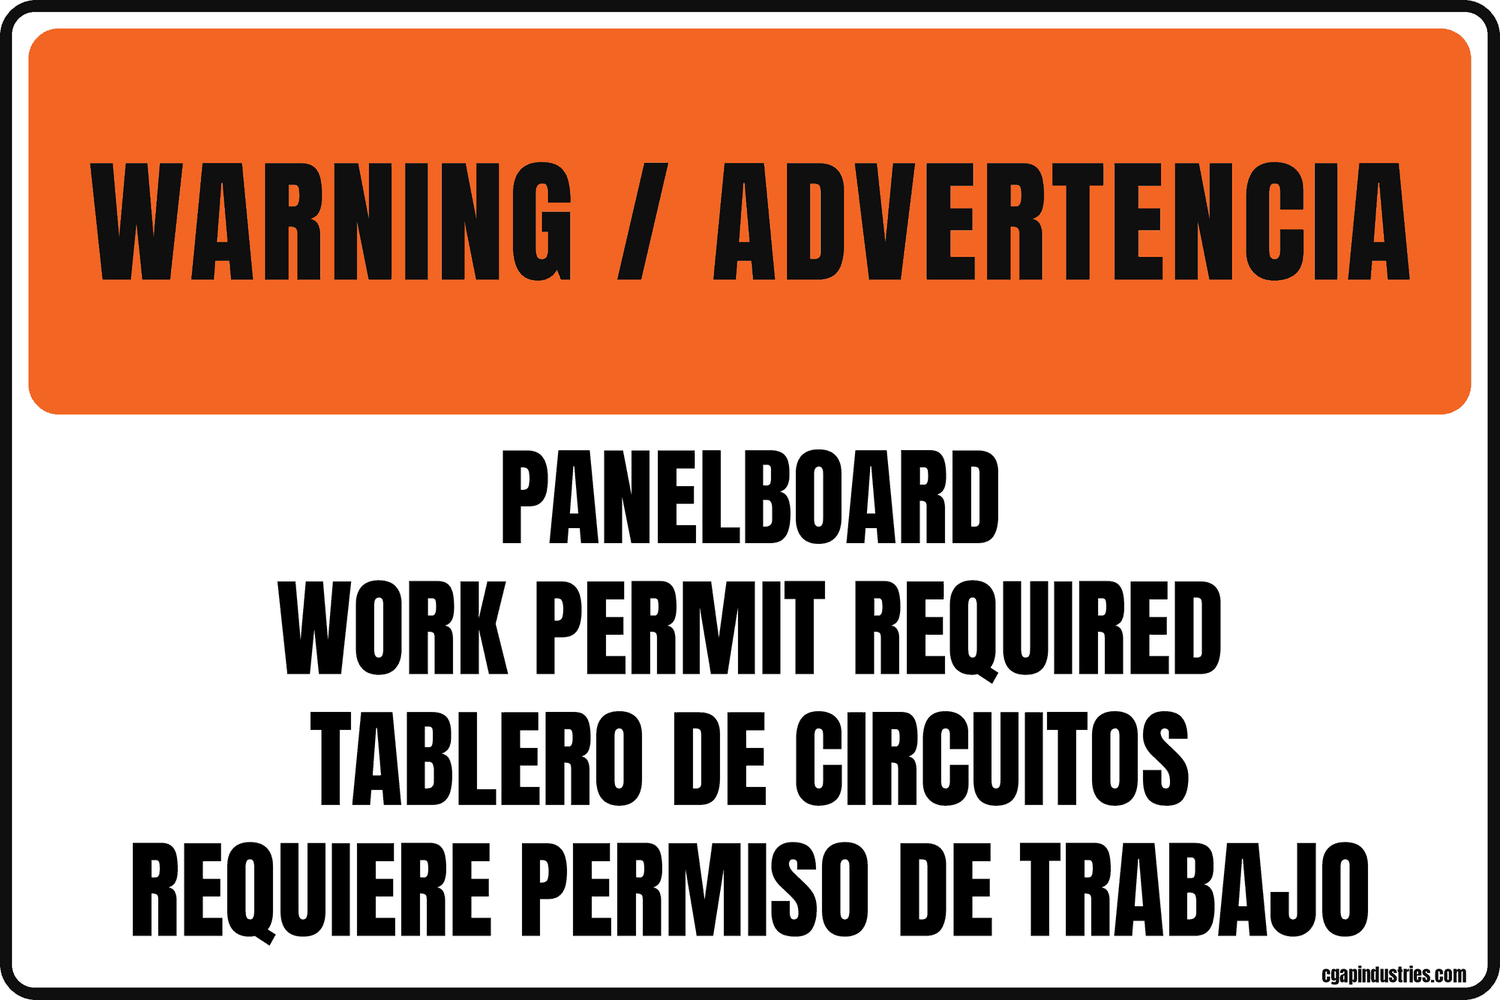 WARNING / ADVERTENCIA
PANELBOARD
WORK PERMIT REQUIRED
TABLERO DE CIRCUITOS
REQUIERE PERMISO DE TRABAJO
cgapindustries.com